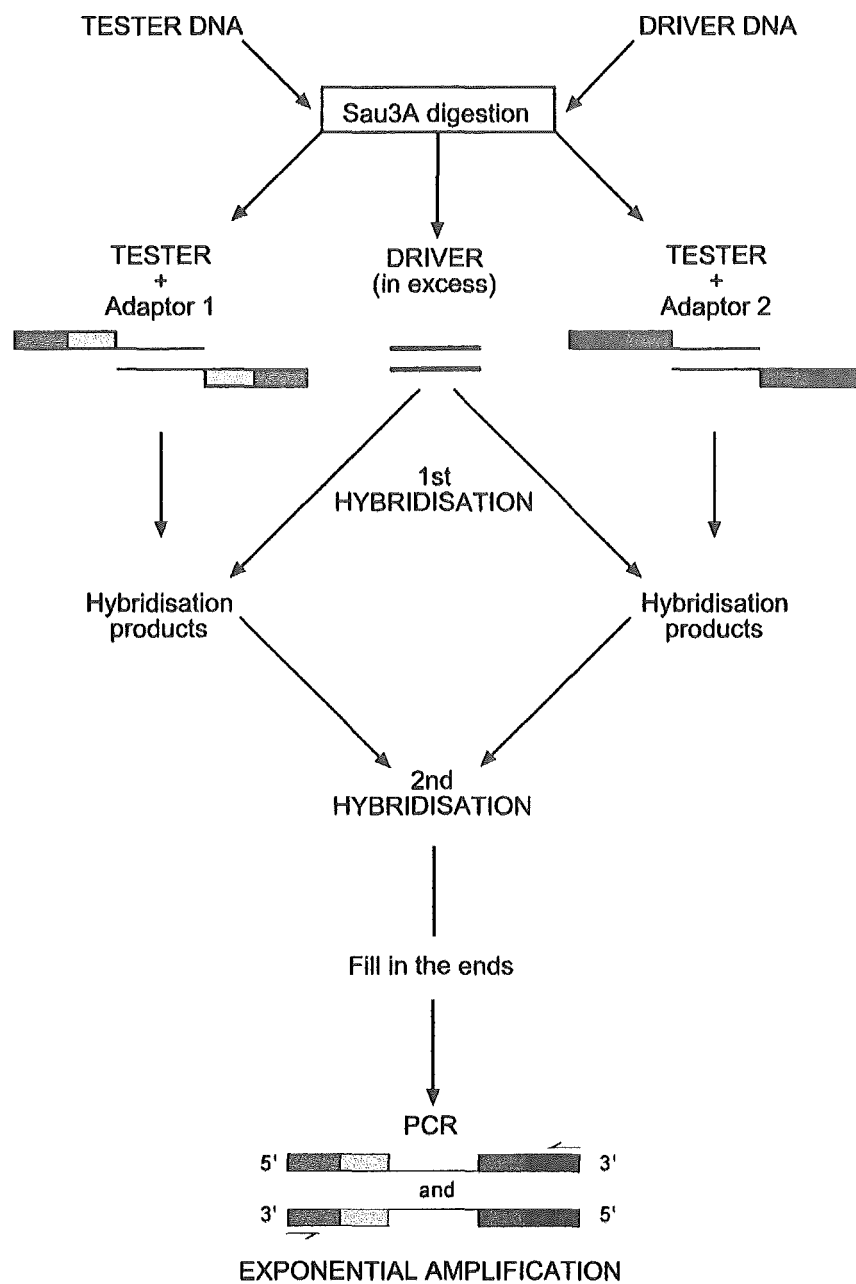 TESTER DNA
DRIVER DNA
Sau3A digestion
TESTER
+
Adaptor 1
DRIVER
(in excess)
TESTER
+
Adaptor 2
1st
HYBRIDISATION
Hybridisation
products
Hybridisation
products
2nd
HYBRIDISATION
Fill in the ends
PCR
5' 3'
and
3' 5'
EXPONENTIAL AMPLIFICATION